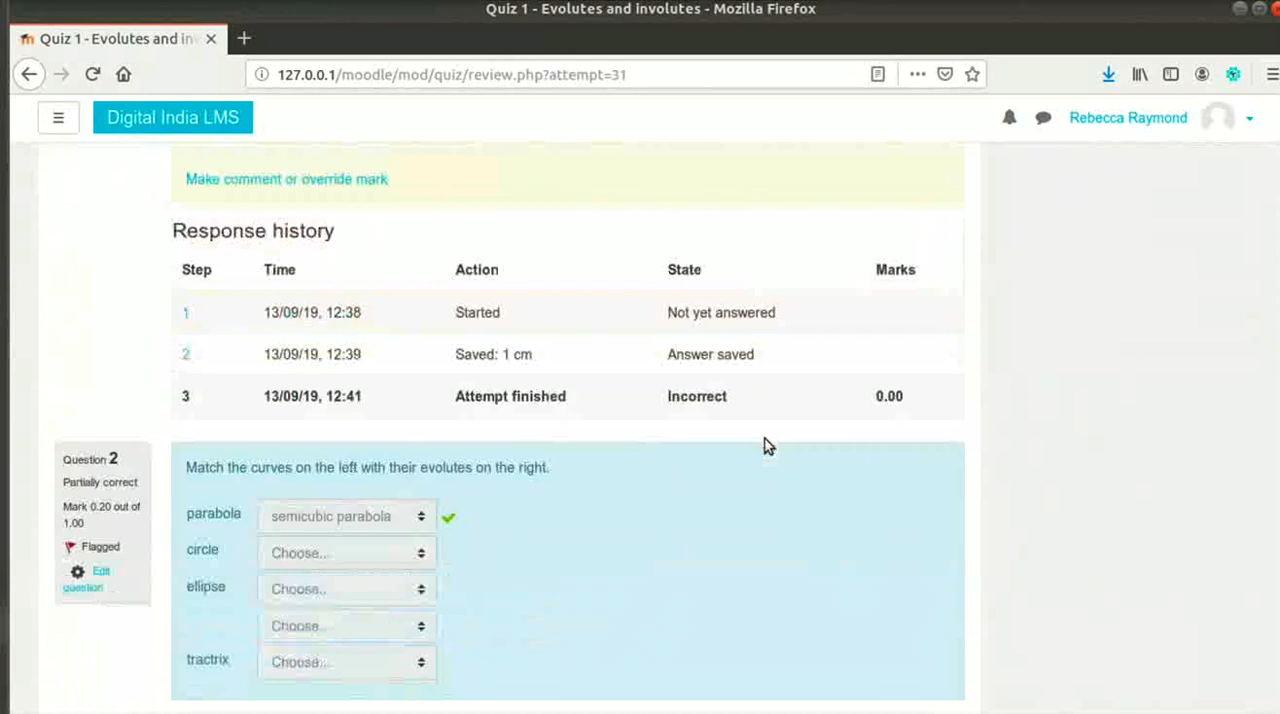 Quiz 1 - Evolutes and involutes - Mozilla Firefox
Quiz 1 - Evolutes and in
127.0.0.1/moodle/mod/quiz/review.php?attempt=31
Digital India LMS
Rebecca Raymond
Make comment or override mark
Response history
Step Time Action State Marks
1 13/09/19, 12:38 Started Not yet answered
2 13/09/19, 12:39 Saved: 1 cm Answer saved
3 13/09/19, 12:41 Attempt finished Incorrect 0.00
Question 2
Partially correct
Mark 0.20 out of
1.00
Flagged
Edit
question
Match the curves on the left with their evolutes on the right.
parabola semicubic parabola
circle Choose...
ellipse Choose...
Choose...
tractrix Choose...